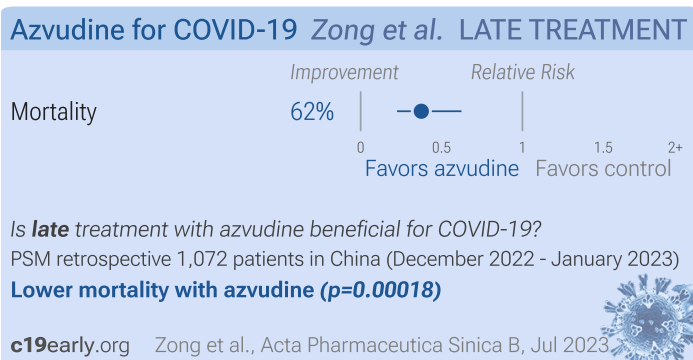 Azvudine for COVID-19 Zong et al. LATE TREATMENT
Improvement Relative Risk
Mortality 62%
0 0.5 1 1.5 2+
Favors azvudine Favors control
Is late treatment with azvudine beneficial for COVID-19?
PSM retrospective 1,072 patients in China (December 2022 - January 2023)
Lower mortality with azvudine (p=0.00018)
c19early.org Zong et al., Acta Pharmaceutica Sinica B, Jul 2023